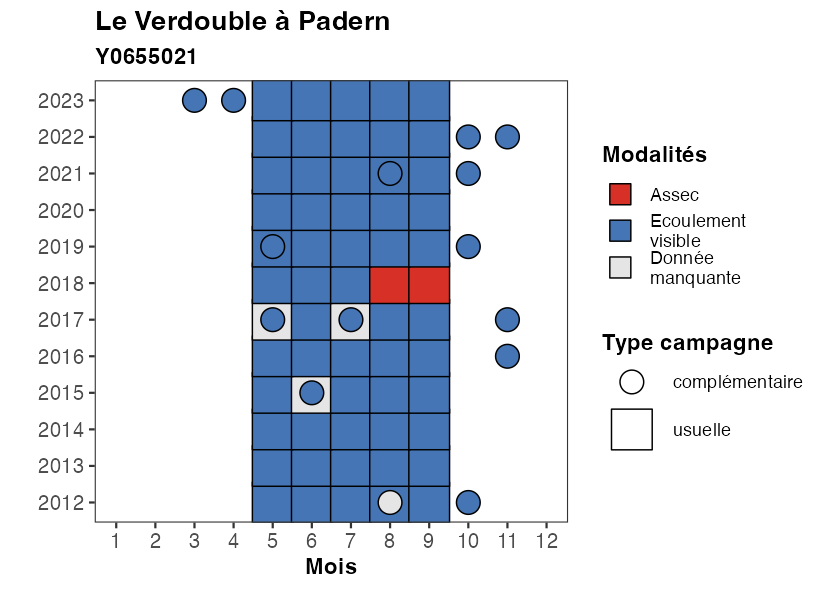 Le Verdouble à Padern
Y0655021
2023
2022
2021
2020
2019
2018
2017
2016
2015
2014
2013
2012
1 2 3 4 5 6 7 8 9 10 11 12
Mois
Modalités
Assec
Ecoulement
visible
Donnée
manquante
Type campagne
complémentaire
usuelle